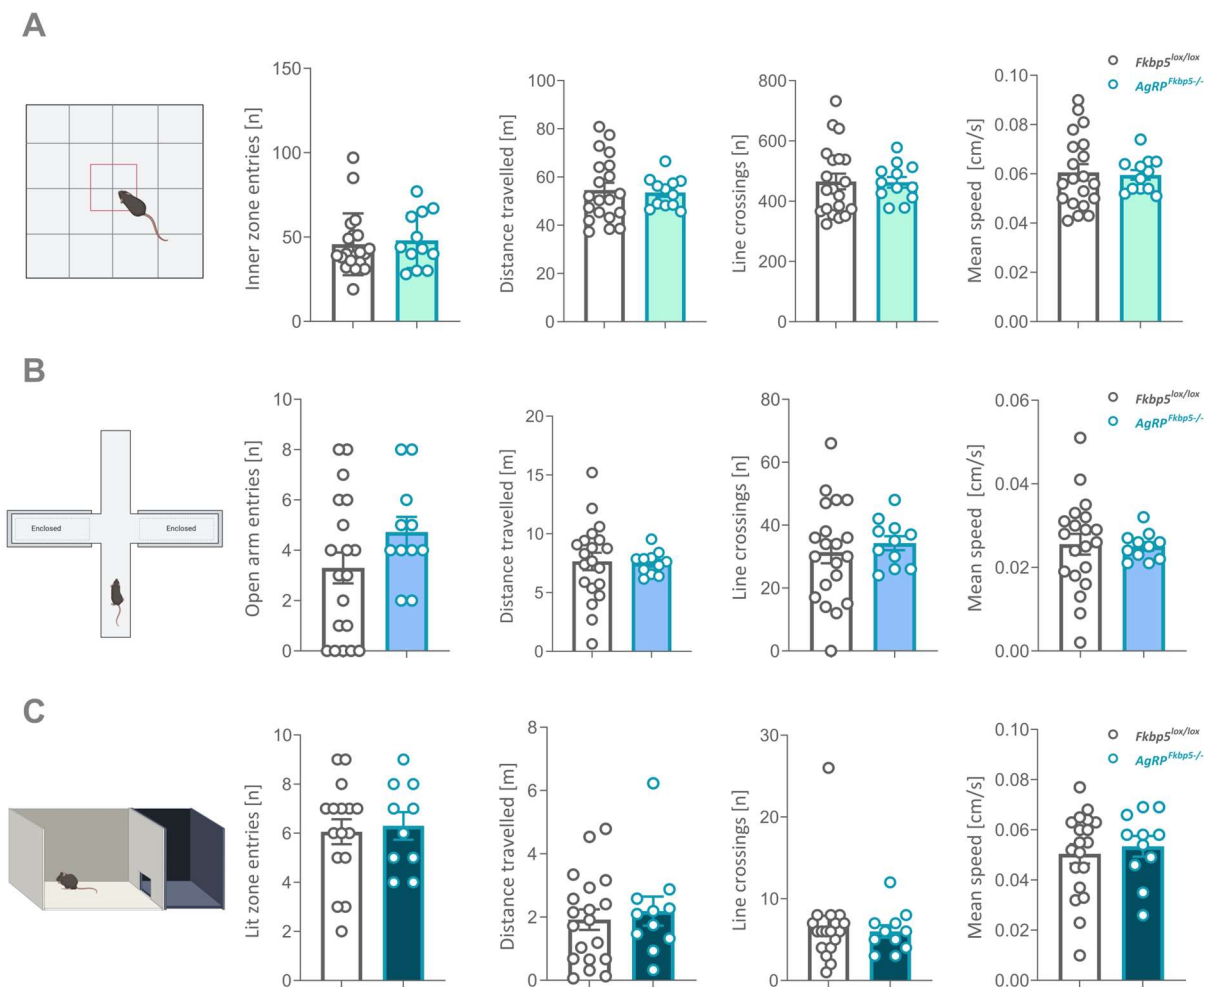 A
Inner zone entries [n]
150
100
50
0
Distance travelled [m]
100
80
60
40
20
0
Line crossings [n]
800
600
400
200
0
Mean speed [cm/s]
0.10
0.08
0.06
0.04
0.02
0.00
Fkbp5lox/lox
AgRPFkbp5-/-
B
Enclosed
Enclosed
Open arm entries [n]
10
8
6
4
2
0
Distance travelled [m]
20
15
10
5
0
Line crossings [n]
80
60
40
20
0
Mean speed [cm/s]
0.06
0.04
0.02
0.00
Fkbp5lox/lox
AgRPFkbp5-/-
C
Lit zone entries [n]
10
8
6
4
2
0
Distance travelled [m]
8
6
4
2
0
Line crossings [n]
30
20
10
0
Mean speed [cm/s]
0.10
0.08
0.06
0.04
0.02
0.00
Fkbp5lox/lox
AgRPFkbp5-/-